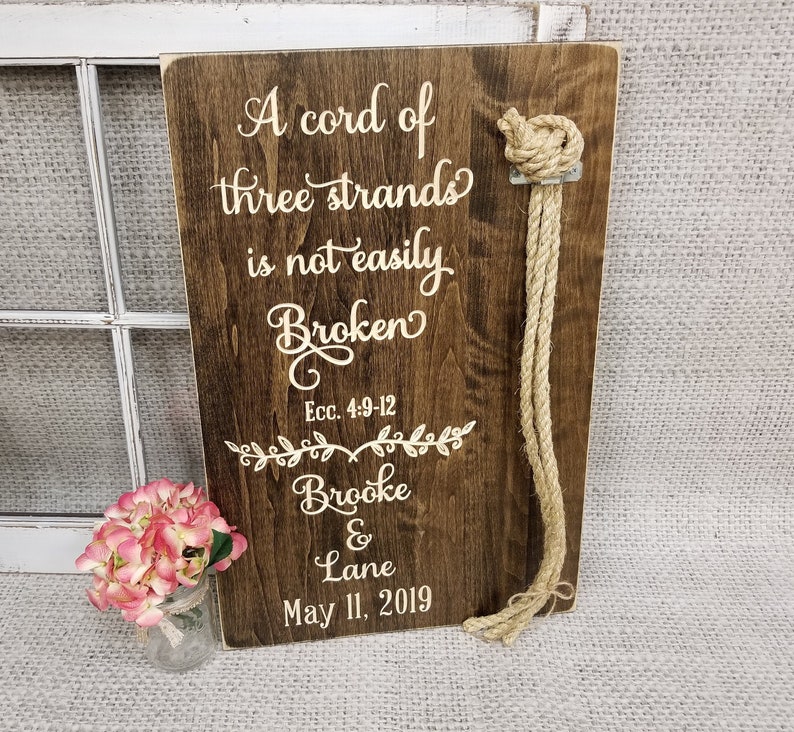 A cord of
three strands
is not easily
Broken
Ecc. 4:9-12
Brooke
&
Lane
May 11, 2019